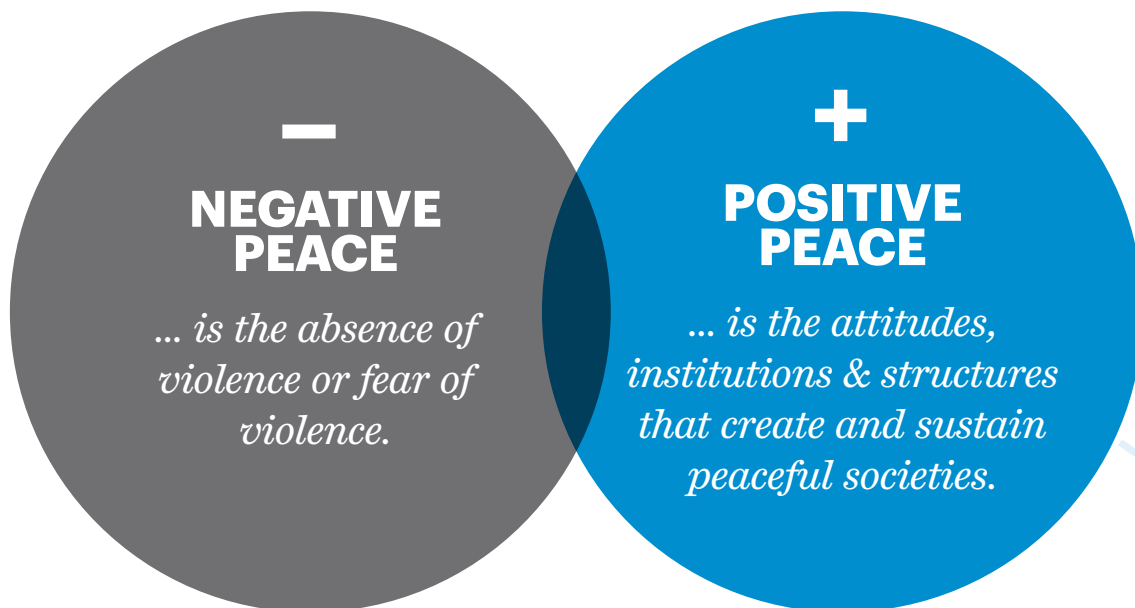 –
NEGATIVE
PEACE
... is the absence of
violence or fear of
violence.
+
POSITIVE
PEACE
... is the attitudes,
institutions & structures
that create and sustain
peaceful societies.